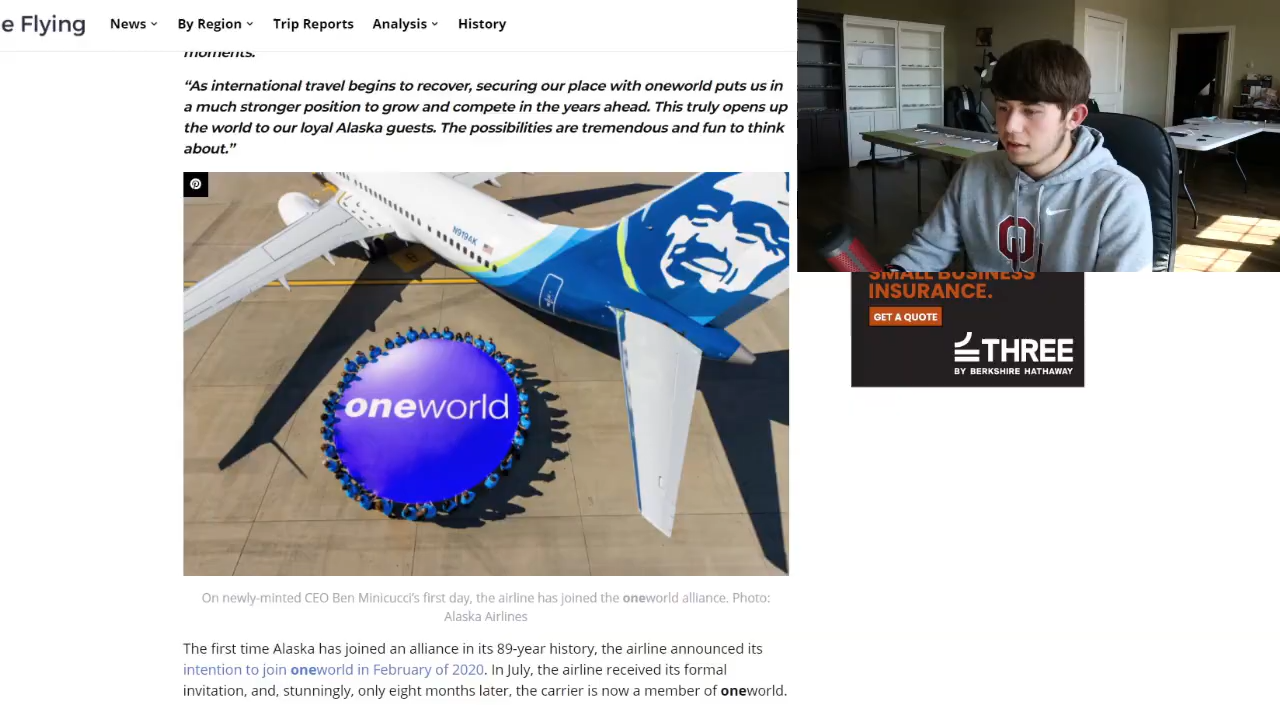 e Flying
News
By Region
Trip Reports
Analysis
History
moments.
“As international travel begins to recover, securing our place with oneworld puts us in
a much stronger position to grow and compete in the years ahead. This truly opens up
the world to our loyal Alaska guests. The possibilities are tremendous and fun to think
about.”
N919AK
oneworld
On newly-minted CEO Ben Minicucci’s first day, the airline has joined the oneworld alliance. Photo:
Alaska Airlines
The first time Alaska has joined an alliance in its 89-year history, the airline announced its
intention to join oneworld in February of 2020. In July, the airline received its formal
invitation, and, stunningly, only eight months later, the carrier is now a member of oneworld.
SMALL BUSINESS
INSURANCE.
GET A QUOTE
THREE
BY BERKSHIRE HATHAWAY